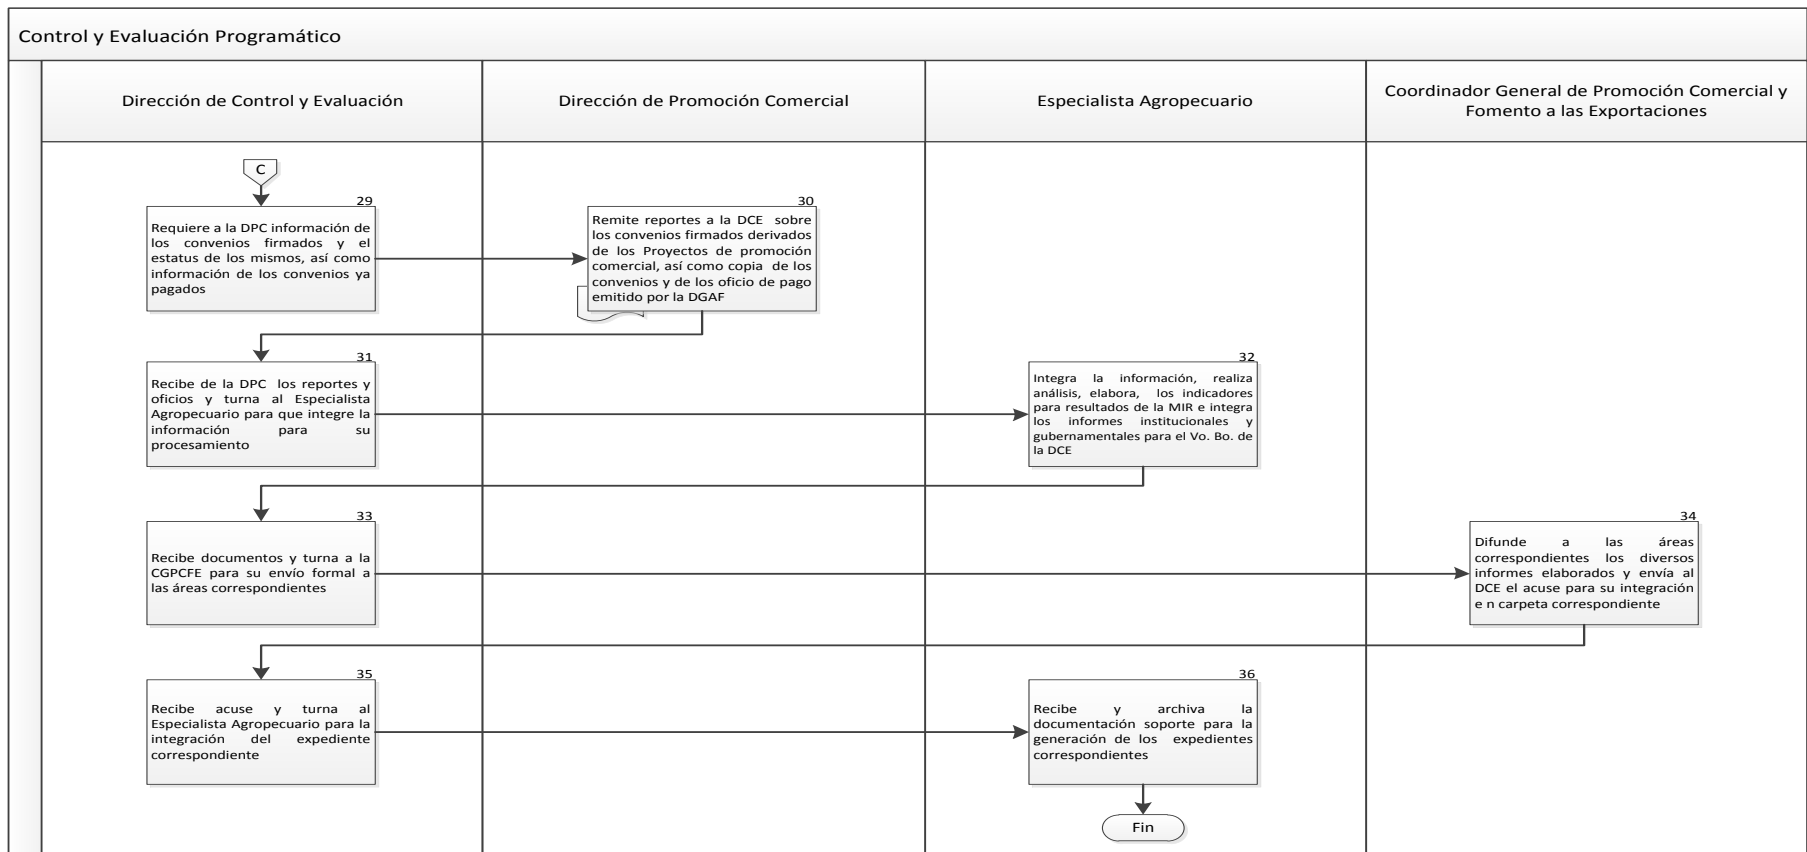 Control y Evaluación Programático
Dirección de Control y Evaluación
Dirección de Promoción Comercial
Especialista Agropecuario
Coordinador General de Promoción Comercial y
Fomento a las Exportaciones
C
29
Requiere a la DPC información de
los convenios firmados y el
estatus de los mismos, así como
información de los convenios ya
pagados
30
Remite reportes a la DCE sobre
los convenios firmados derivados
de los Proyectos de promoción
comercial, así como copia de los
convenios y de los oficio de pago
emitido por la DGAF
31
Recibe de la DPC los reportes y
oficios y turna al Especialista
Agropecuario para que integre la
información para su
procesamiento
32
Integra la información, realiza
análisis, elabora, los indicadores
para resultados de la MIR e integra
los informes institucionales y
gubernamentales para el Vo. Bo. de
la DCE
33
Recibe documentos y turna a la
CGPCFE para su envío formal a
las áreas correspondientes
34
Difunde a las áreas
correspondientes los diversos
informes elaborados y envía al
DCE el acuse para su integración
e n carpeta correspondiente
35
Recibe acuse y turna al
Especialista Agropecuario para la
integración del expediente
correspondiente
36
Recibe y archiva la
documentación soporte para la
generación de los expedientes
correspondientes
Fin